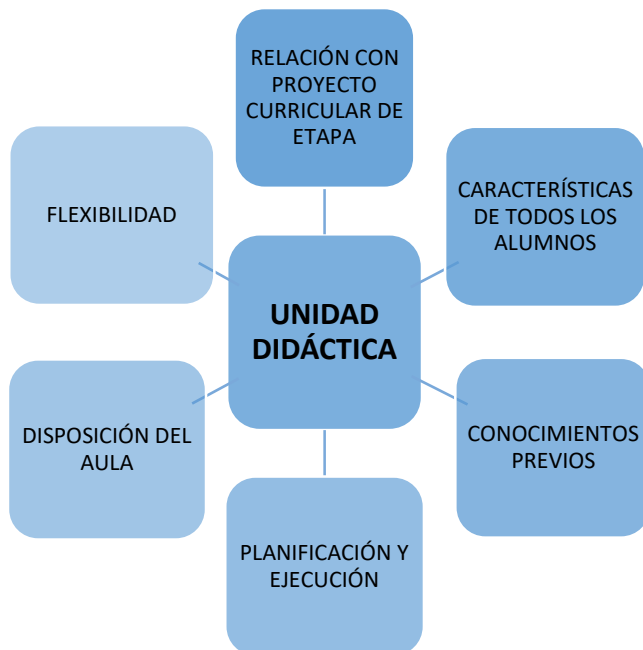 RELACIÓN CON
PROYECTO
CURRICULAR DE
ETAPA
FLEXIBILIDAD
CARACTERÍSTICAS
DE TODOS LOS
ALUMNOS
UNIDAD
DIDÁCTICA
DISPOSICIÓN DEL
AULA
CONOCIMIENTOS
PREVIOS
PLANIFICACIÓN Y
EJECUCIÓN